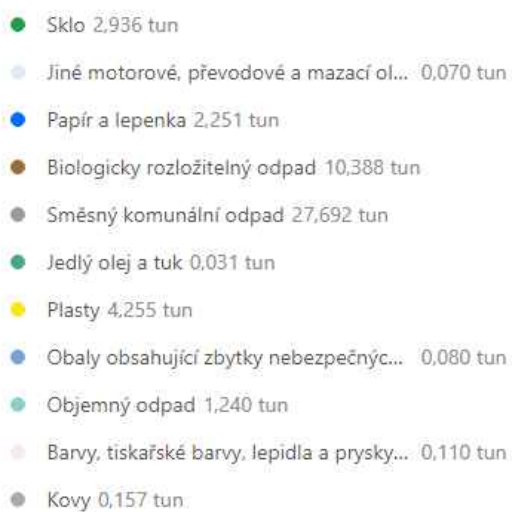 Sklo 2,936 tun
Jiné motorové, převodové a mazací ol... 0,070 tun
Papír a lepenka 2,251 tun
Biologicky rozložitelný odpad 10,388 tun
Směsný komunální odpad 27,692 tun
Jedlý olej a tuk 0,031 tun
Plasty 4,255 tun
Obaly obsahující zbytky nebezpečnýc... 0,080 tun
Objemný odpad 1,240 tun
Barvy, tiskařské barvy, lepidla a prysky... 0,110 tun
Kovy 0,157 tun